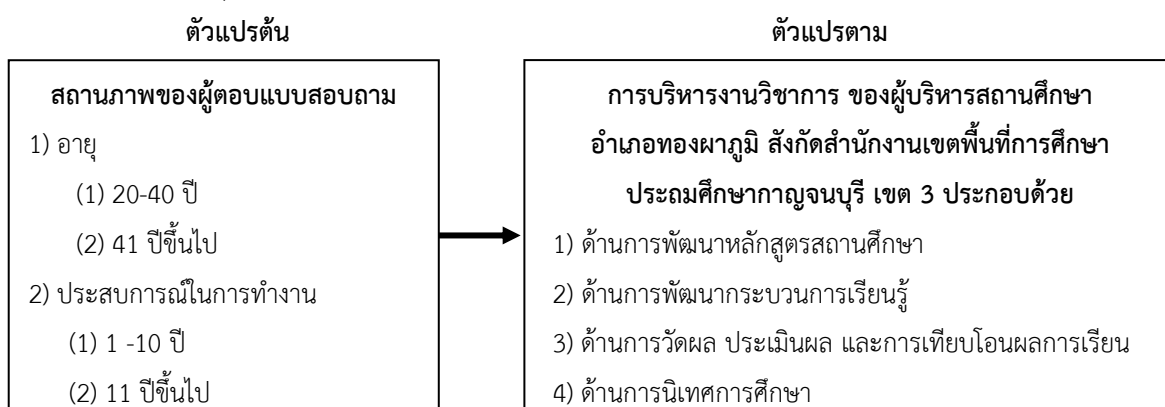 ตัวแปรต้น
ตัวแปรตาม
สถานภาพของผู้ตอบแบบสอบถาม
1) อายุ
(1) 20-40 ปี
(2) 41 ปีขึ้นไป
2) ประสบการณ์ในการทำงาน
(1) 1 -10 ปี
(2) 11 ปีขึ้นไป
การบริหารงานวิชาการ ของผู้บริหารสถานศึกษา
อำเภอทองผาภูมิ สังกัดสำนักงานเขตพื้นที่การศึกษา
ประถมศึกษากาญจนบุรี เขต 3 ประกอบด้วย
1) ด้านการพัฒนาหลักสูตรสถานศึกษา
2) ด้านการพัฒนากระบวนการเรียนรู้
3) ด้านการวัดผล ประเมินผล และการเทียบโอนผลการเรียน
4) ด้านการนิเทศการศึกษา